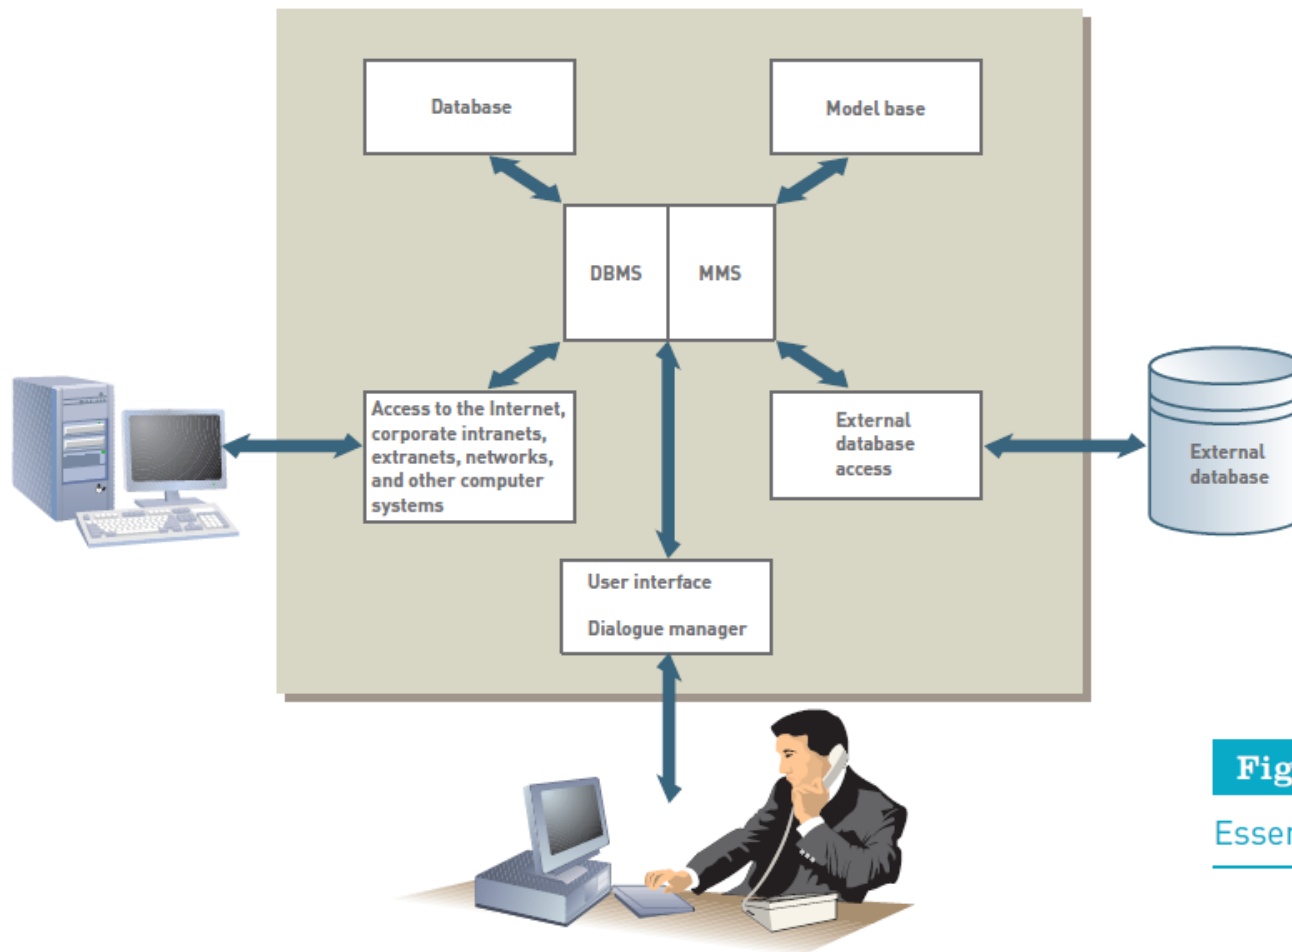 Database
Model base
DBMS
MMS
Access to the Internet,
corporate intranets,
extranets, networks,
and other computer
systems
External
database
access
External
database
User interface
Dialogue manager